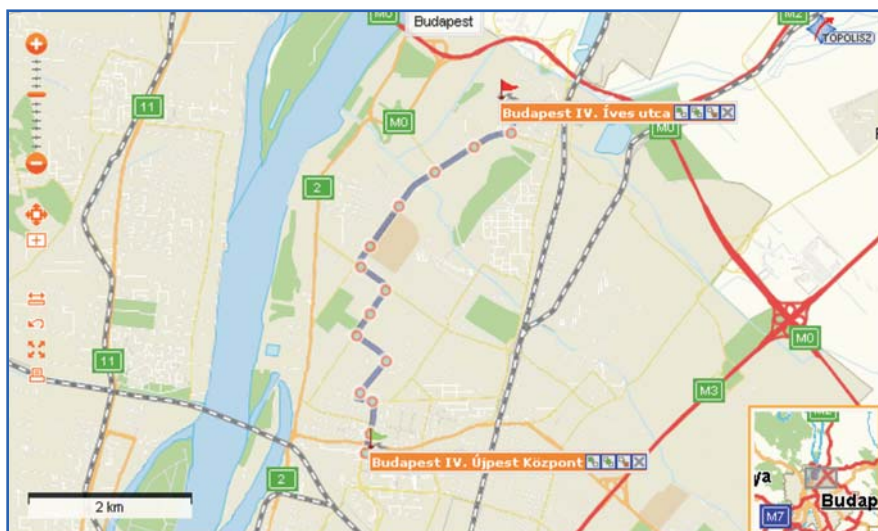 M0
Budapest
M2
TOPOLISZ
11
Budapest IV. Íves utca
M0
M0
2
M0
11
M3
Budapest IV. Újpest Központ
2
2 km
ya
Budap
M7